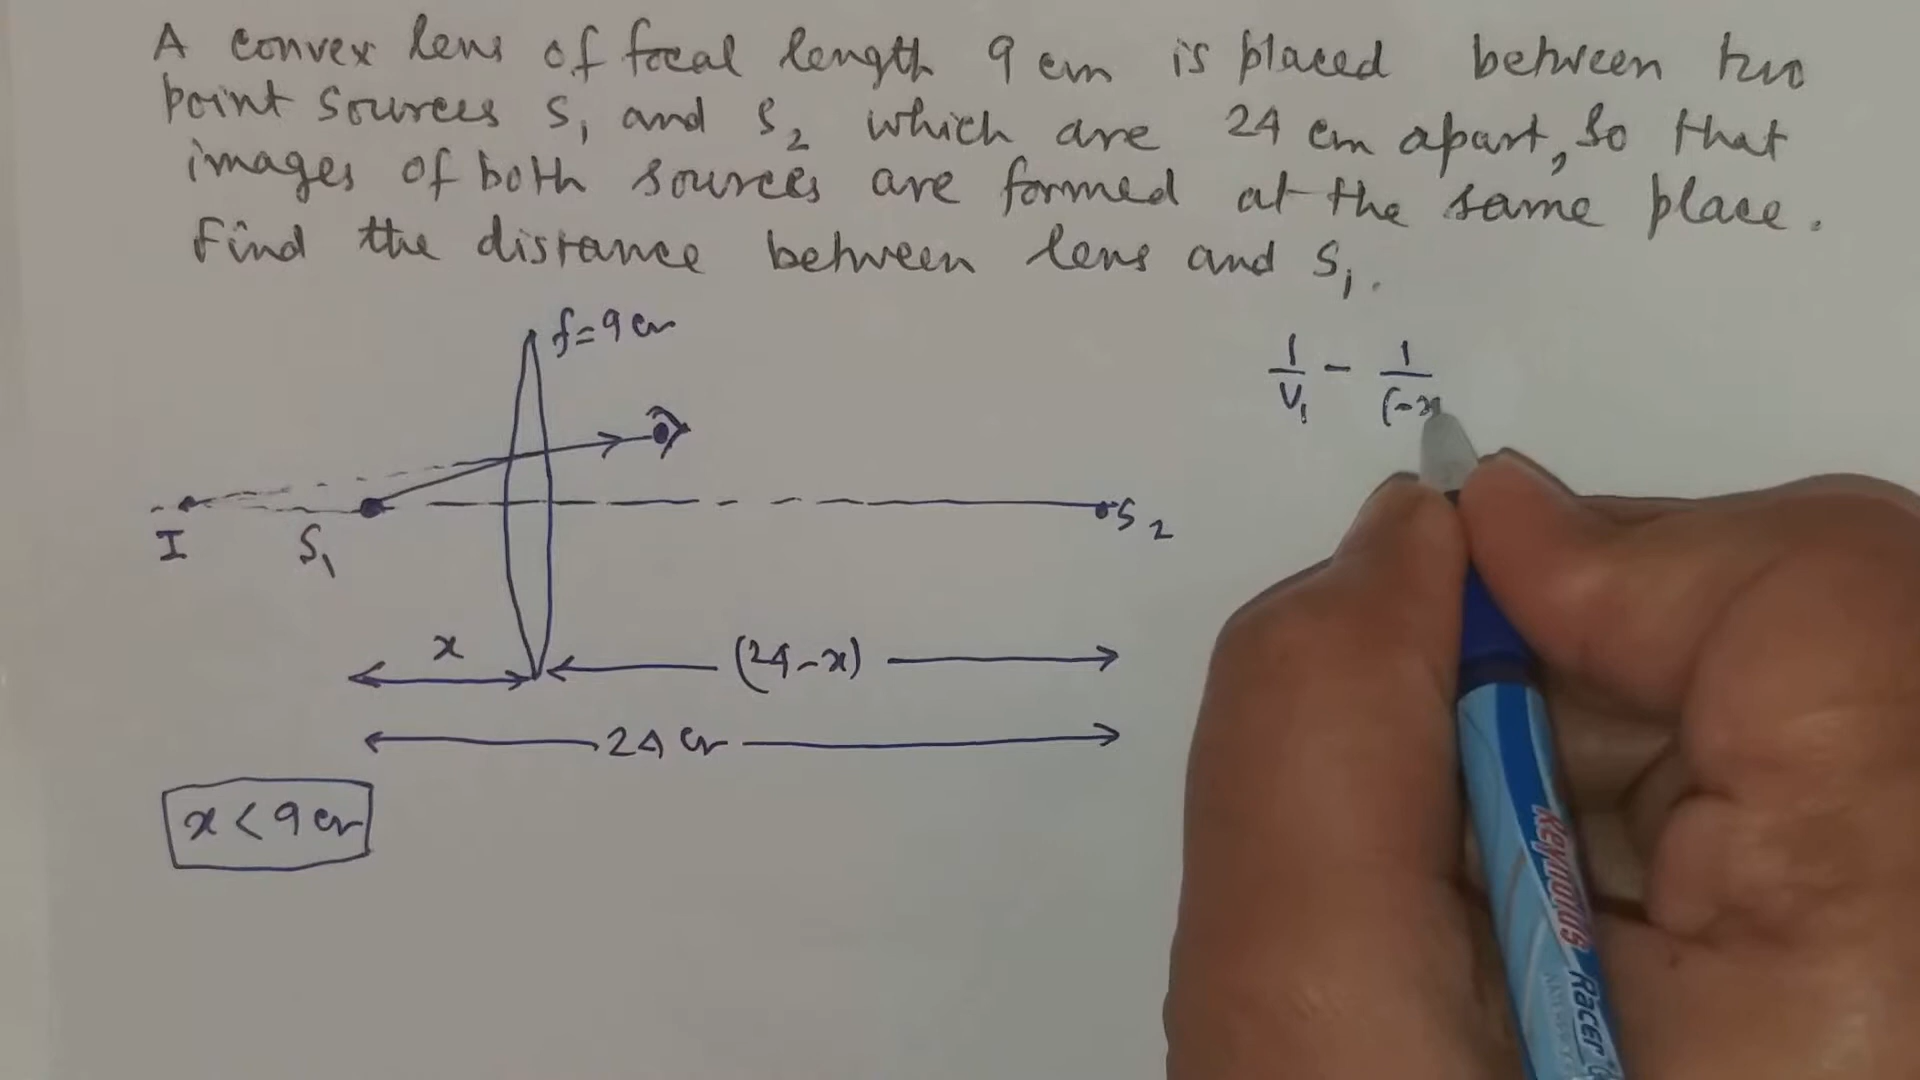 A convex lens of focal length 9 cm is placed between two
point sources S₁ and S₂ which are 24 cm apart, so that
images of both sources are formed at the same place.
Find the distance between lens and S₁.
f=9 cm
1/V₁ - 1/(-x)
I
S₁
S₂
x
(24-x)
24 cm
x < 9 cm
Reynolds Racer